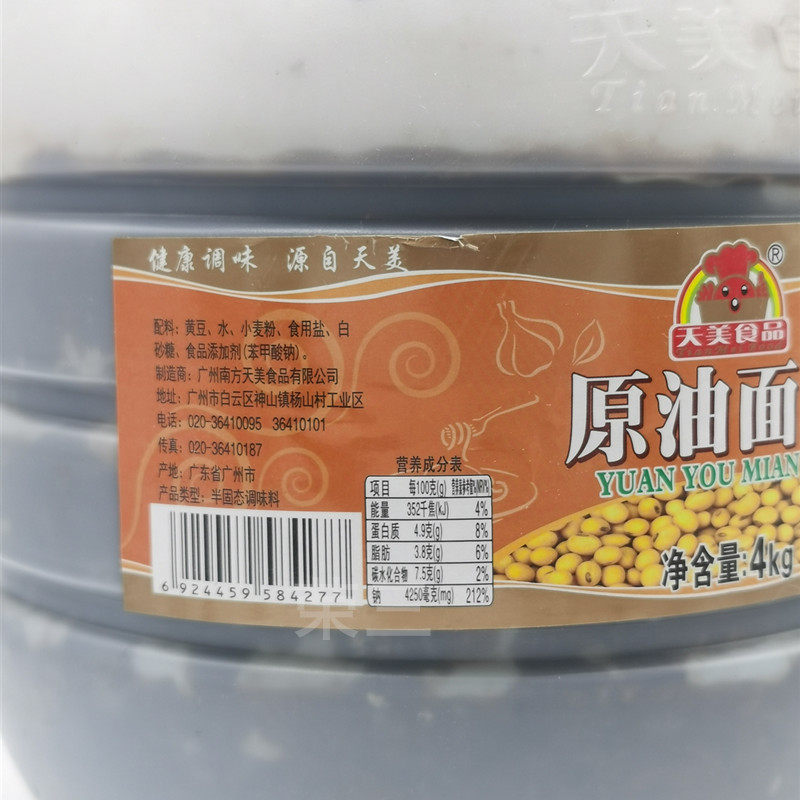 天美食
Tian Mei
健康调味 源自天美
®
天美食品
配料：黄豆、水、小麦粉、食用盐、白
砂糖、食品添加剂(苯甲酸钠)。
制造商：广州南方天美食品有限公司
地址：广州市白云区神山镇杨山村工业区
电话：020-36410095 36410101
传真：020-36410187
产地：广东省广州市
产品类型：半固态调味料
6 924459 584277
原油面
YUAN YOU MIAN
营养成分表
项目 每100克(g) 营养素参考值%(NRV%)
能量 352千焦(kJ) 4%
蛋白质 4.9克(g) 8%
脂肪 3.8克(g) 6%
碳水化合物 7.5克(g) 2%
钠 4250毫克(mg) 212%
净含量:4kg